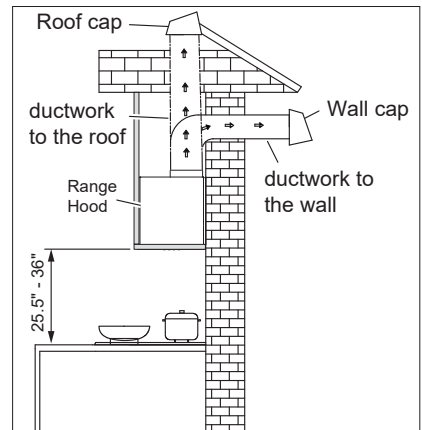 Roof cap
ductwork
to the roof
Wall cap
ductwork to
the wall
Range
Hood
25.5" - 36"